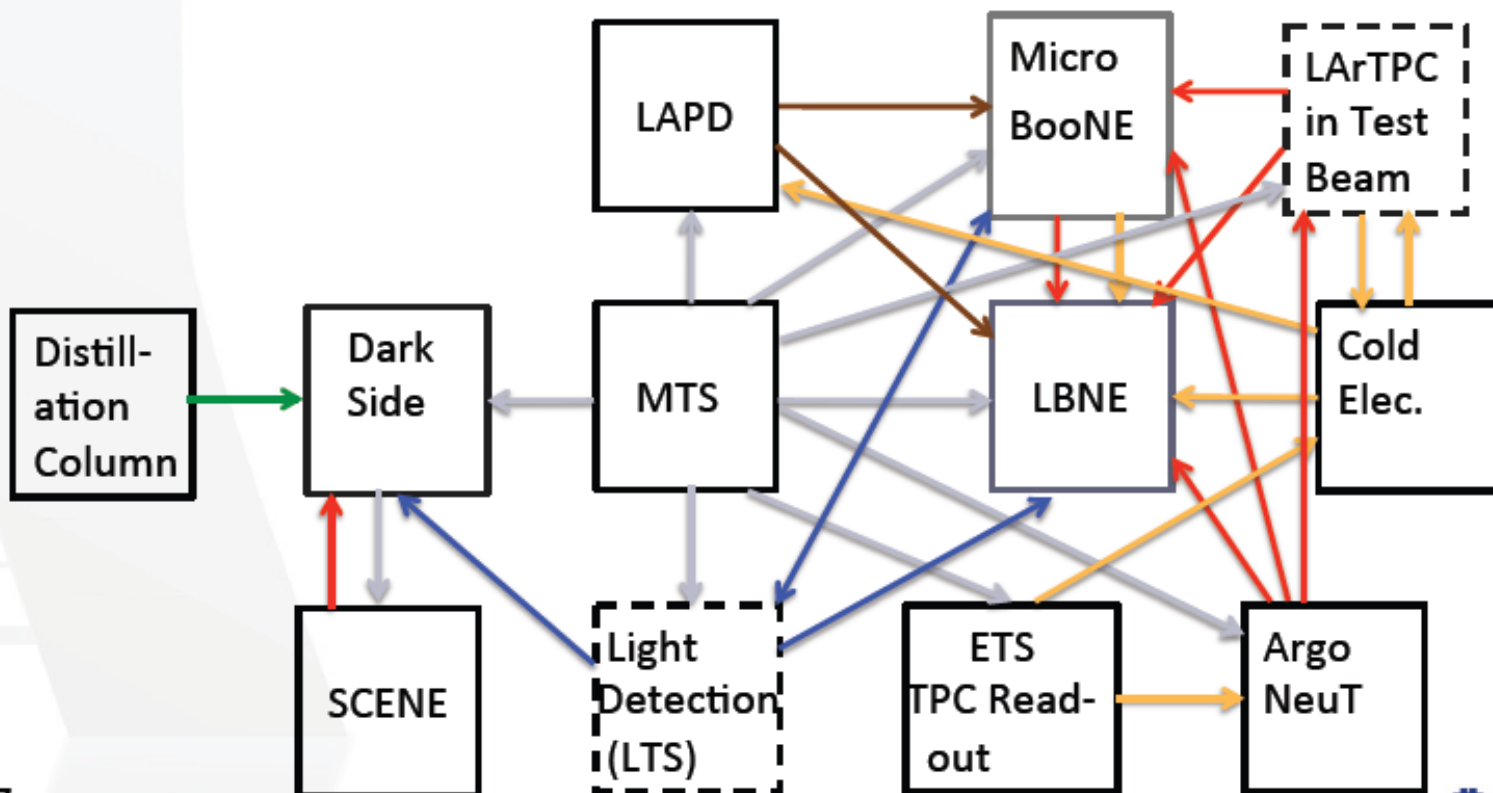 LAPD
Micro
BooNE
LArTPC
in Test
Beam
Distill-
ation
Column
Dark
Side
MTS
LBNE
Cold
Elec.
SCENE
Light
Detection
(LTS)
ETS
TPC Read-
out
Argo
NeuT